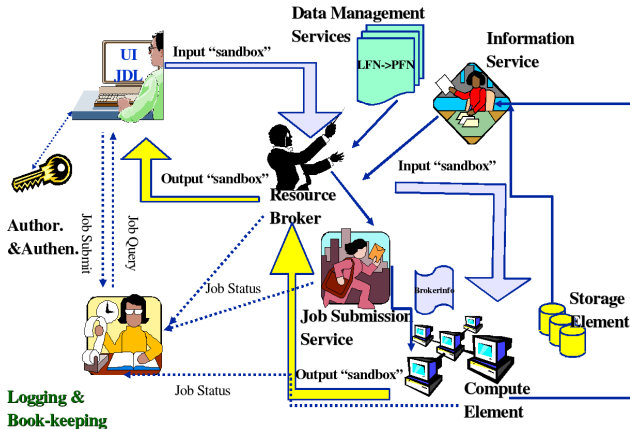 Data Management
Services
UI
JDL
Input “sandbox”
LFN->PFN
Information
Service
Input “sandbox”
Output “sandbox”
Resource
Broker
Author.
&Authen.
Job Submit
Job Query
Job Status
BrokerInfo
Job Submission
Service
Storage
Element
Output “sandbox”
Job Status
Compute
Element
Logging &
Book-keeping